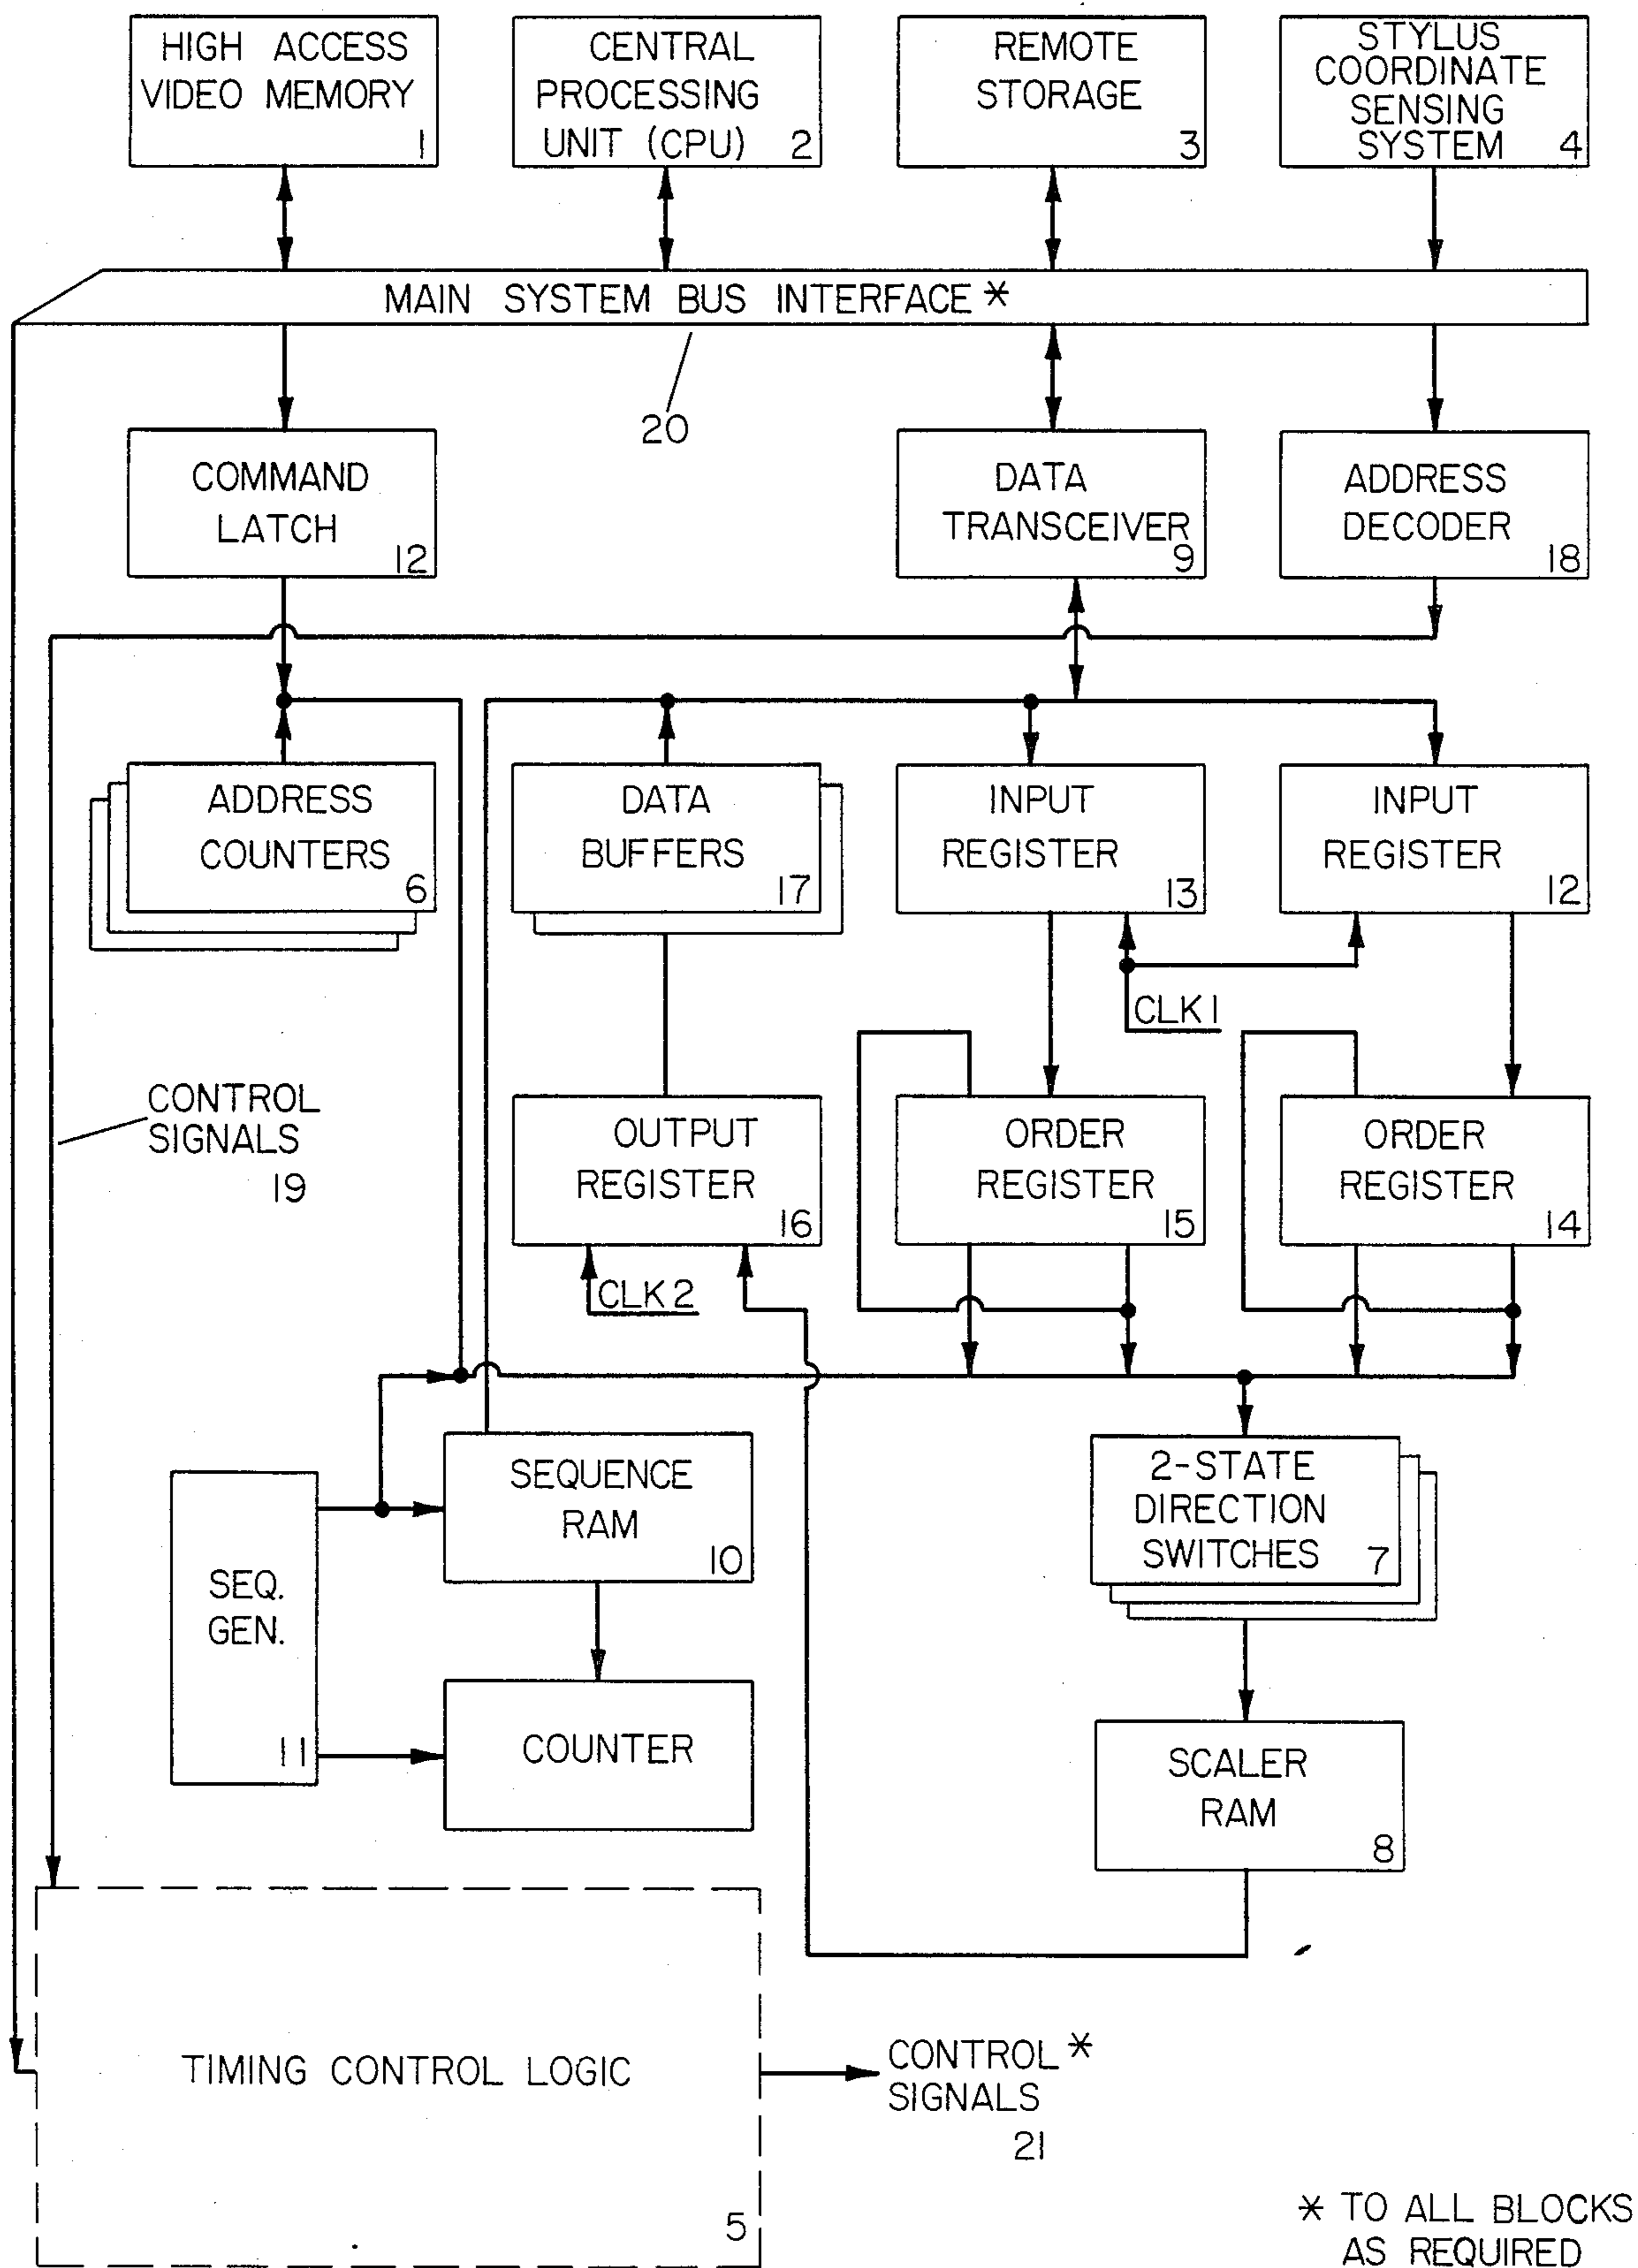 HIGH ACCESS
VIDEO MEMORY
1
CENTRAL
PROCESSING
UNIT (CPU) 2
REMOTE
STORAGE
3
STYLUS
COORDINATE
SENSING
SYSTEM 4
MAIN SYSTEM BUS INTERFACE *
20
COMMAND
LATCH
12
DATA
TRANSCEIVER
9
ADDRESS
DECODER
18
ADDRESS
COUNTERS
6
DATA
BUFFERS
17
INPUT
REGISTER
13
INPUT
REGISTER
12
CLK1
CONTROL
SIGNALS
19
OUTPUT
REGISTER
16
ORDER
REGISTER
15
ORDER
REGISTER
14
CLK2
SEQ.
GEN.
11
SEQUENCE
RAM
10
2-STATE
DIRECTION
SWITCHES 7
COUNTER
SCALER
RAM
8
TIMING CONTROL LOGIC
5
CONTROL *
SIGNALS
21
* TO ALL BLOCKS
AS REQUIRED